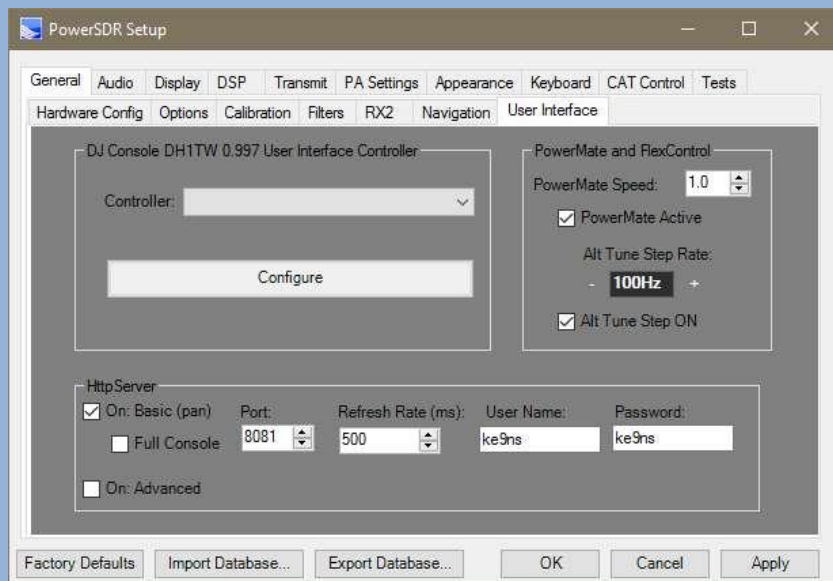 PowerSDR Setup
General Audio Display DSP Transmit PA Settings Appearance Keyboard CAT Control Tests
Hardware Config Options Calibration Filters RX2 Navigation User Interface
DJ Console DH1TW 0.997 User Interface Controller
Controller:
Configure
PowerMate and FlexControl
PowerMate Speed: 1.0
PowerMate Active
Alt Tune Step Rate:
- 100Hz +
Alt Tune Step ON
HttpServer
On: Basic (pan) Port: Refresh Rate (ms): User Name: Password:
Full Console 8081 500 ke9ns ke9ns
On: Advanced
Factory Defaults Import Database... Export Database... OK Cancel Apply